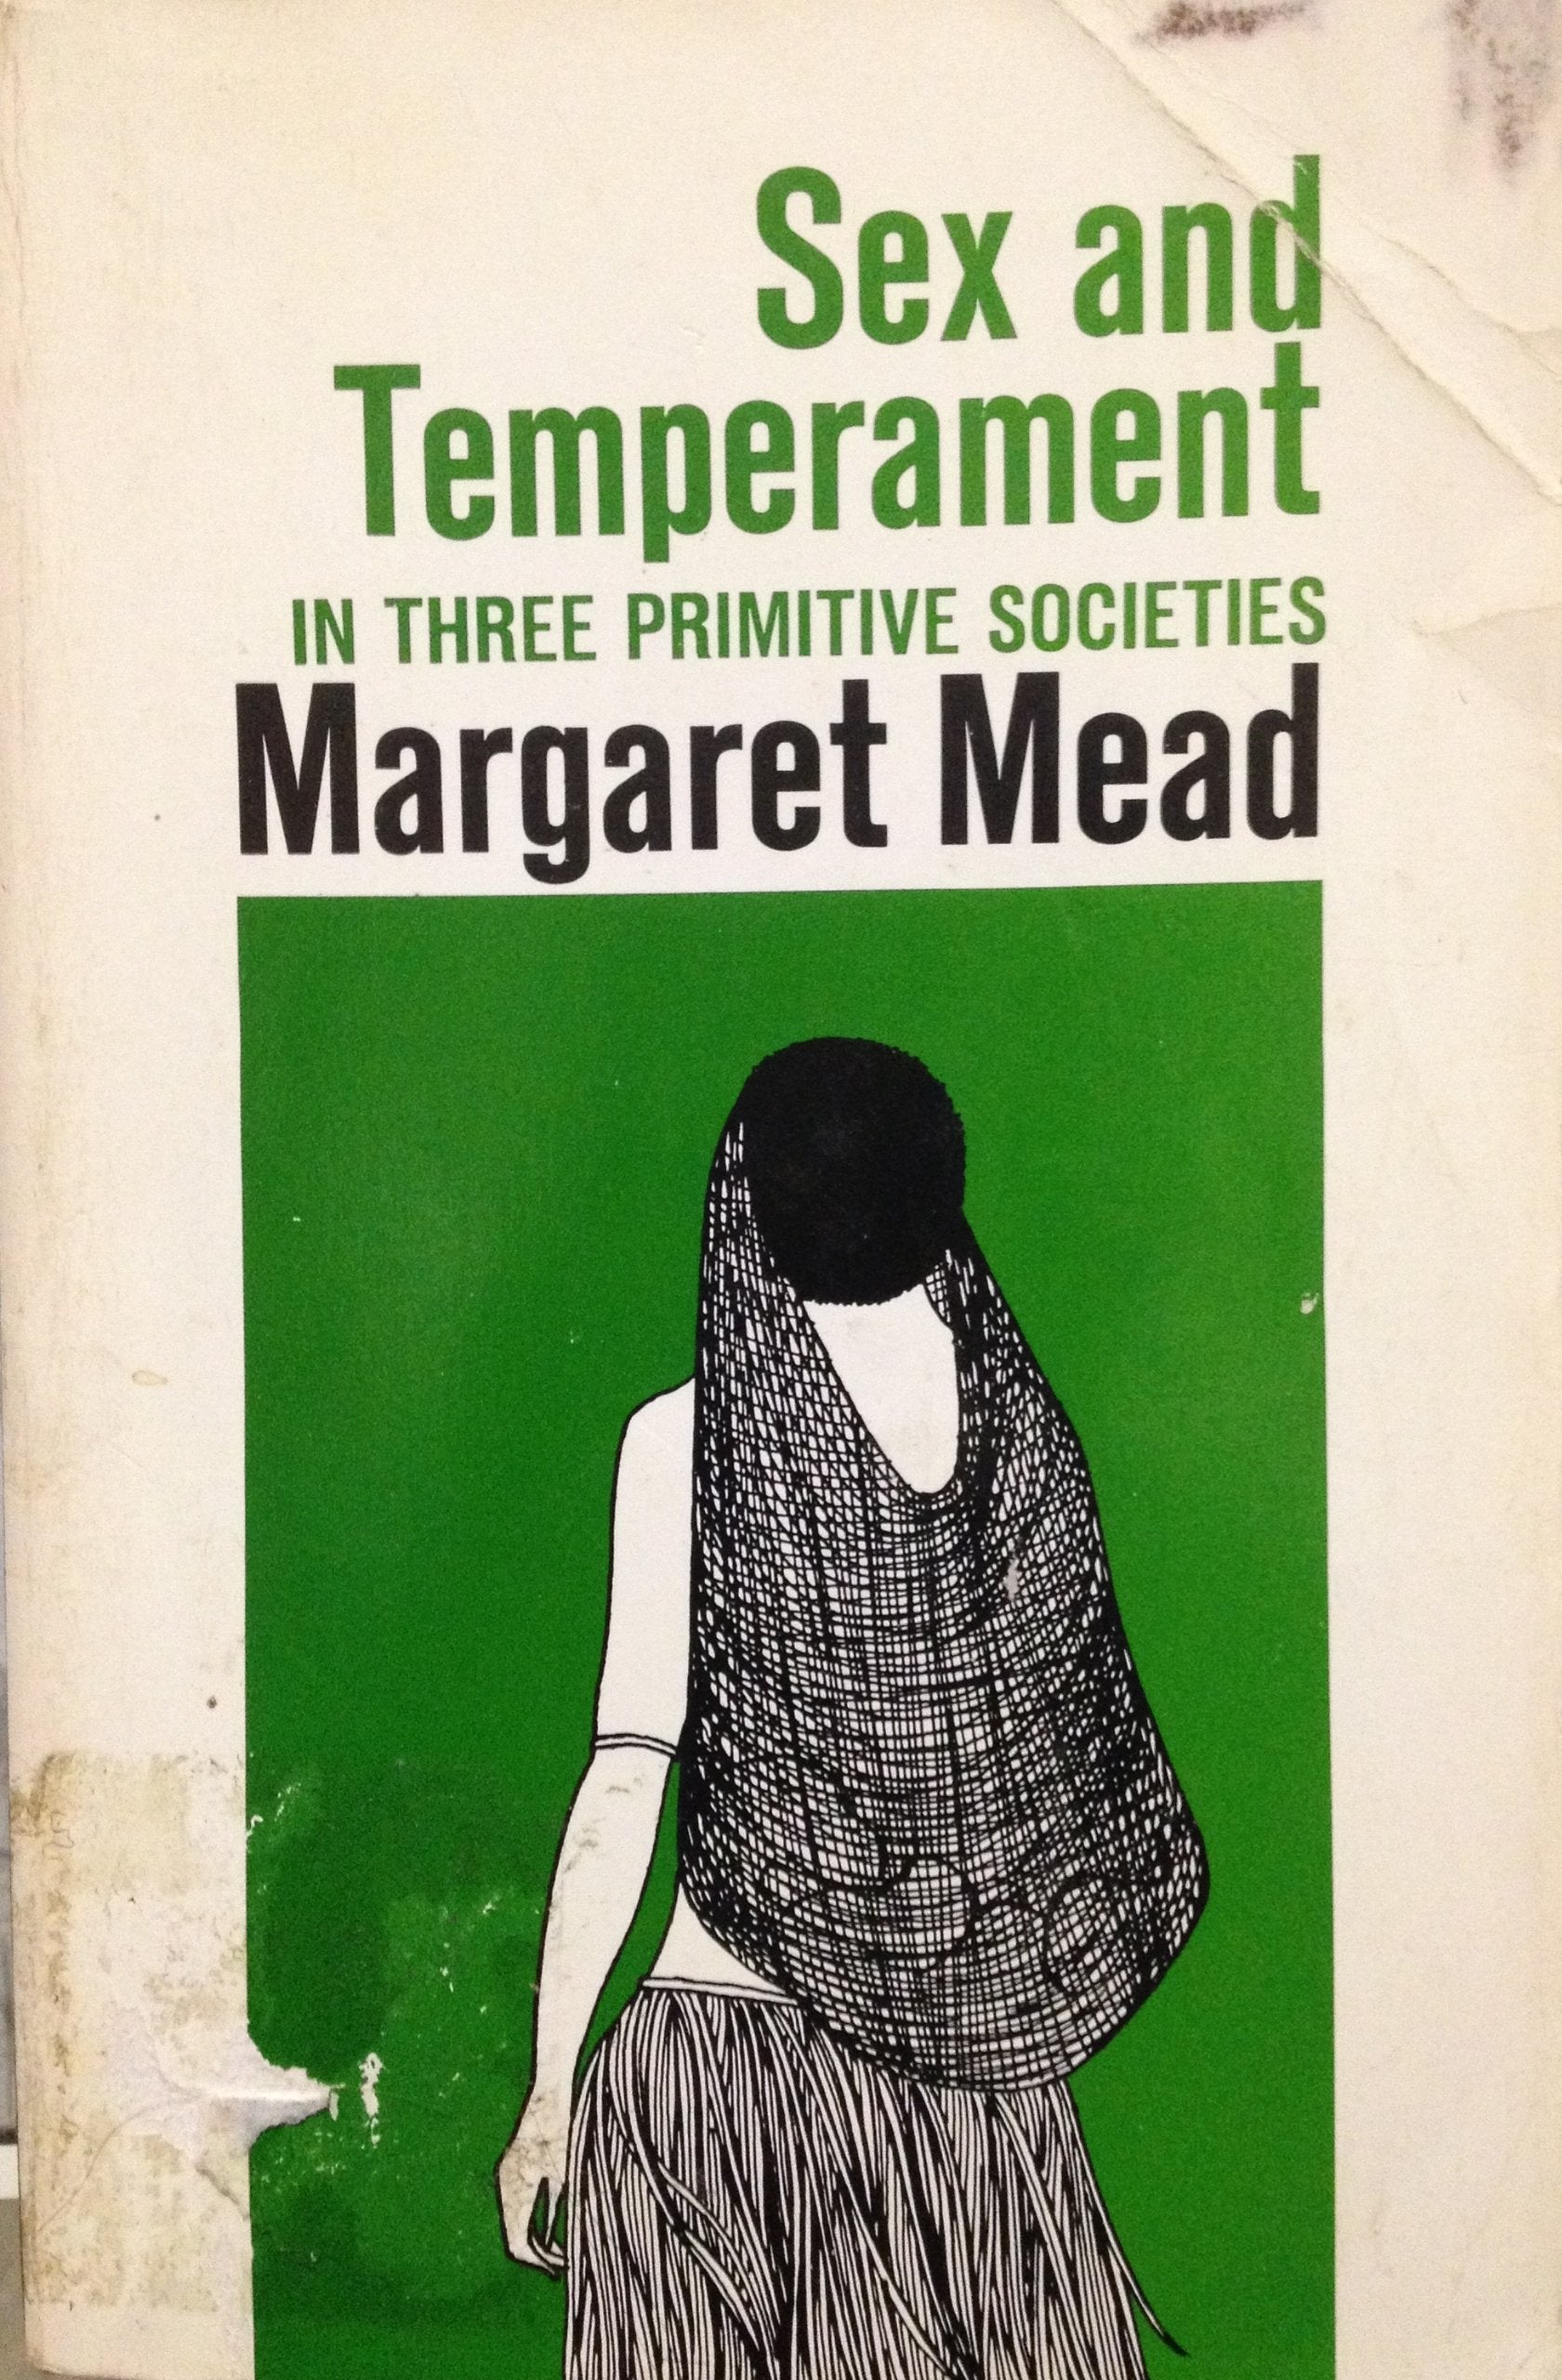 Sex and
Temperament
IN THREE PRIMITIVE SOCIETIES
Margaret Mead